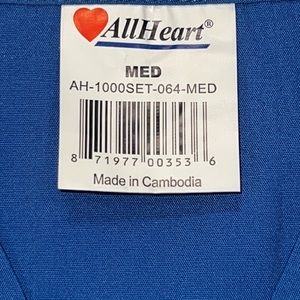 AllHeart®
MED
AH-1000SET-064-MED
8 71977 00353 6
Made in Cambodia